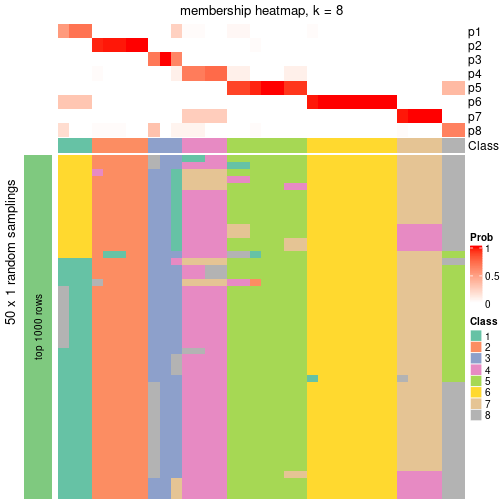 membership heatmap, k = 8
p1
p2
p3
p4
p5
p6
p7
p8
Class
50 x 1 random samplings
top 1000 rows
Prob
1
0.5
0
Class
1
2
3
4
5
6
7
8